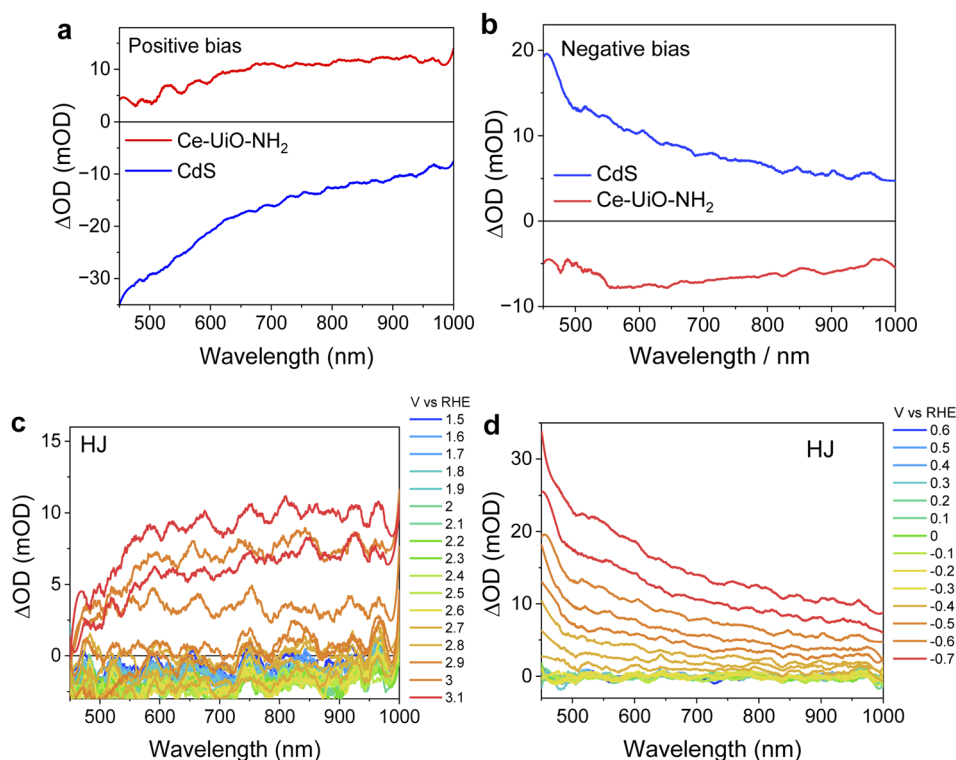 a
Positive bias
10
0
−10
−20
−30
ΔOD (mOD)
Ce-UiO-NH₂
CdS
500 600 700 800 900 1000
Wavelength (nm)
b
Negative bias
20
10
0
−10
ΔOD (mOD)
CdS
Ce-UiO-NH₂
500 600 700 800 900 1000
Wavelength / nm
c
HJ
15
10
5
0
ΔOD (mOD)
500 600 700 800 900 1000
Wavelength (nm)
V vs RHE
1.5
1.6
1.7
1.8
1.9
2
2.1
2.2
2.3
2.4
2.5
2.6
2.7
2.8
2.9
3
3.1
d
HJ
30
20
10
0
ΔOD (mOD)
500 600 700 800 900 1000
Wavelength (nm)
V vs RHE
0.6
0.5
0.4
0.3
0.2
0.1
0
-0.1
-0.2
-0.3
-0.4
-0.5
-0.6
-0.7